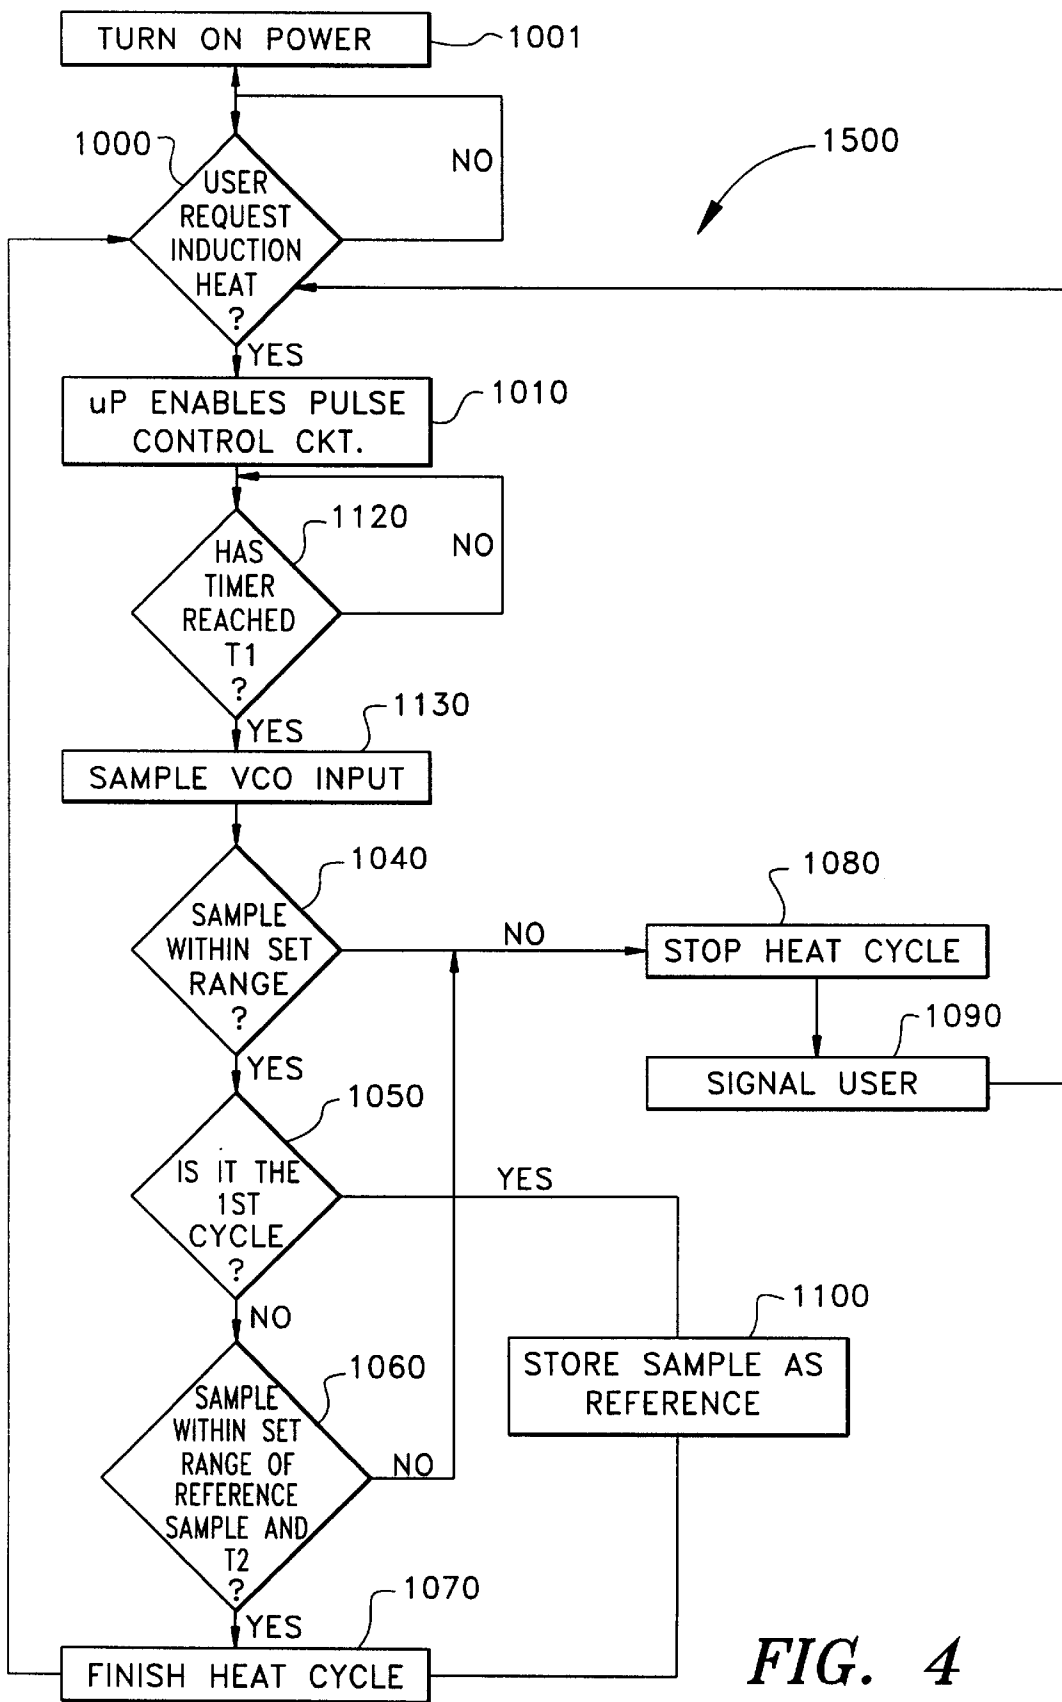 TURN ON POWER
1001
1000
USER
REQUEST
INDUCTION
HEAT
?
NO
1500
YES
uP ENABLES PULSE
CONTROL CKT.
1010
1120
HAS
TIMER
REACHED
T1
?
NO
YES
1130
SAMPLE VCO INPUT
1040
SAMPLE
WITHIN SET
RANGE
?
NO
1080
STOP HEAT CYCLE
1090
SIGNAL USER
YES
1050
IS IT THE
1ST
CYCLE
?
YES
NO
1100
STORE SAMPLE AS
REFERENCE
1060
SAMPLE
WITHIN SET
RANGE OF
REFERENCE
SAMPLE AND
T2
?
NO
YES
1070
FINISH HEAT CYCLE
FIG. 4